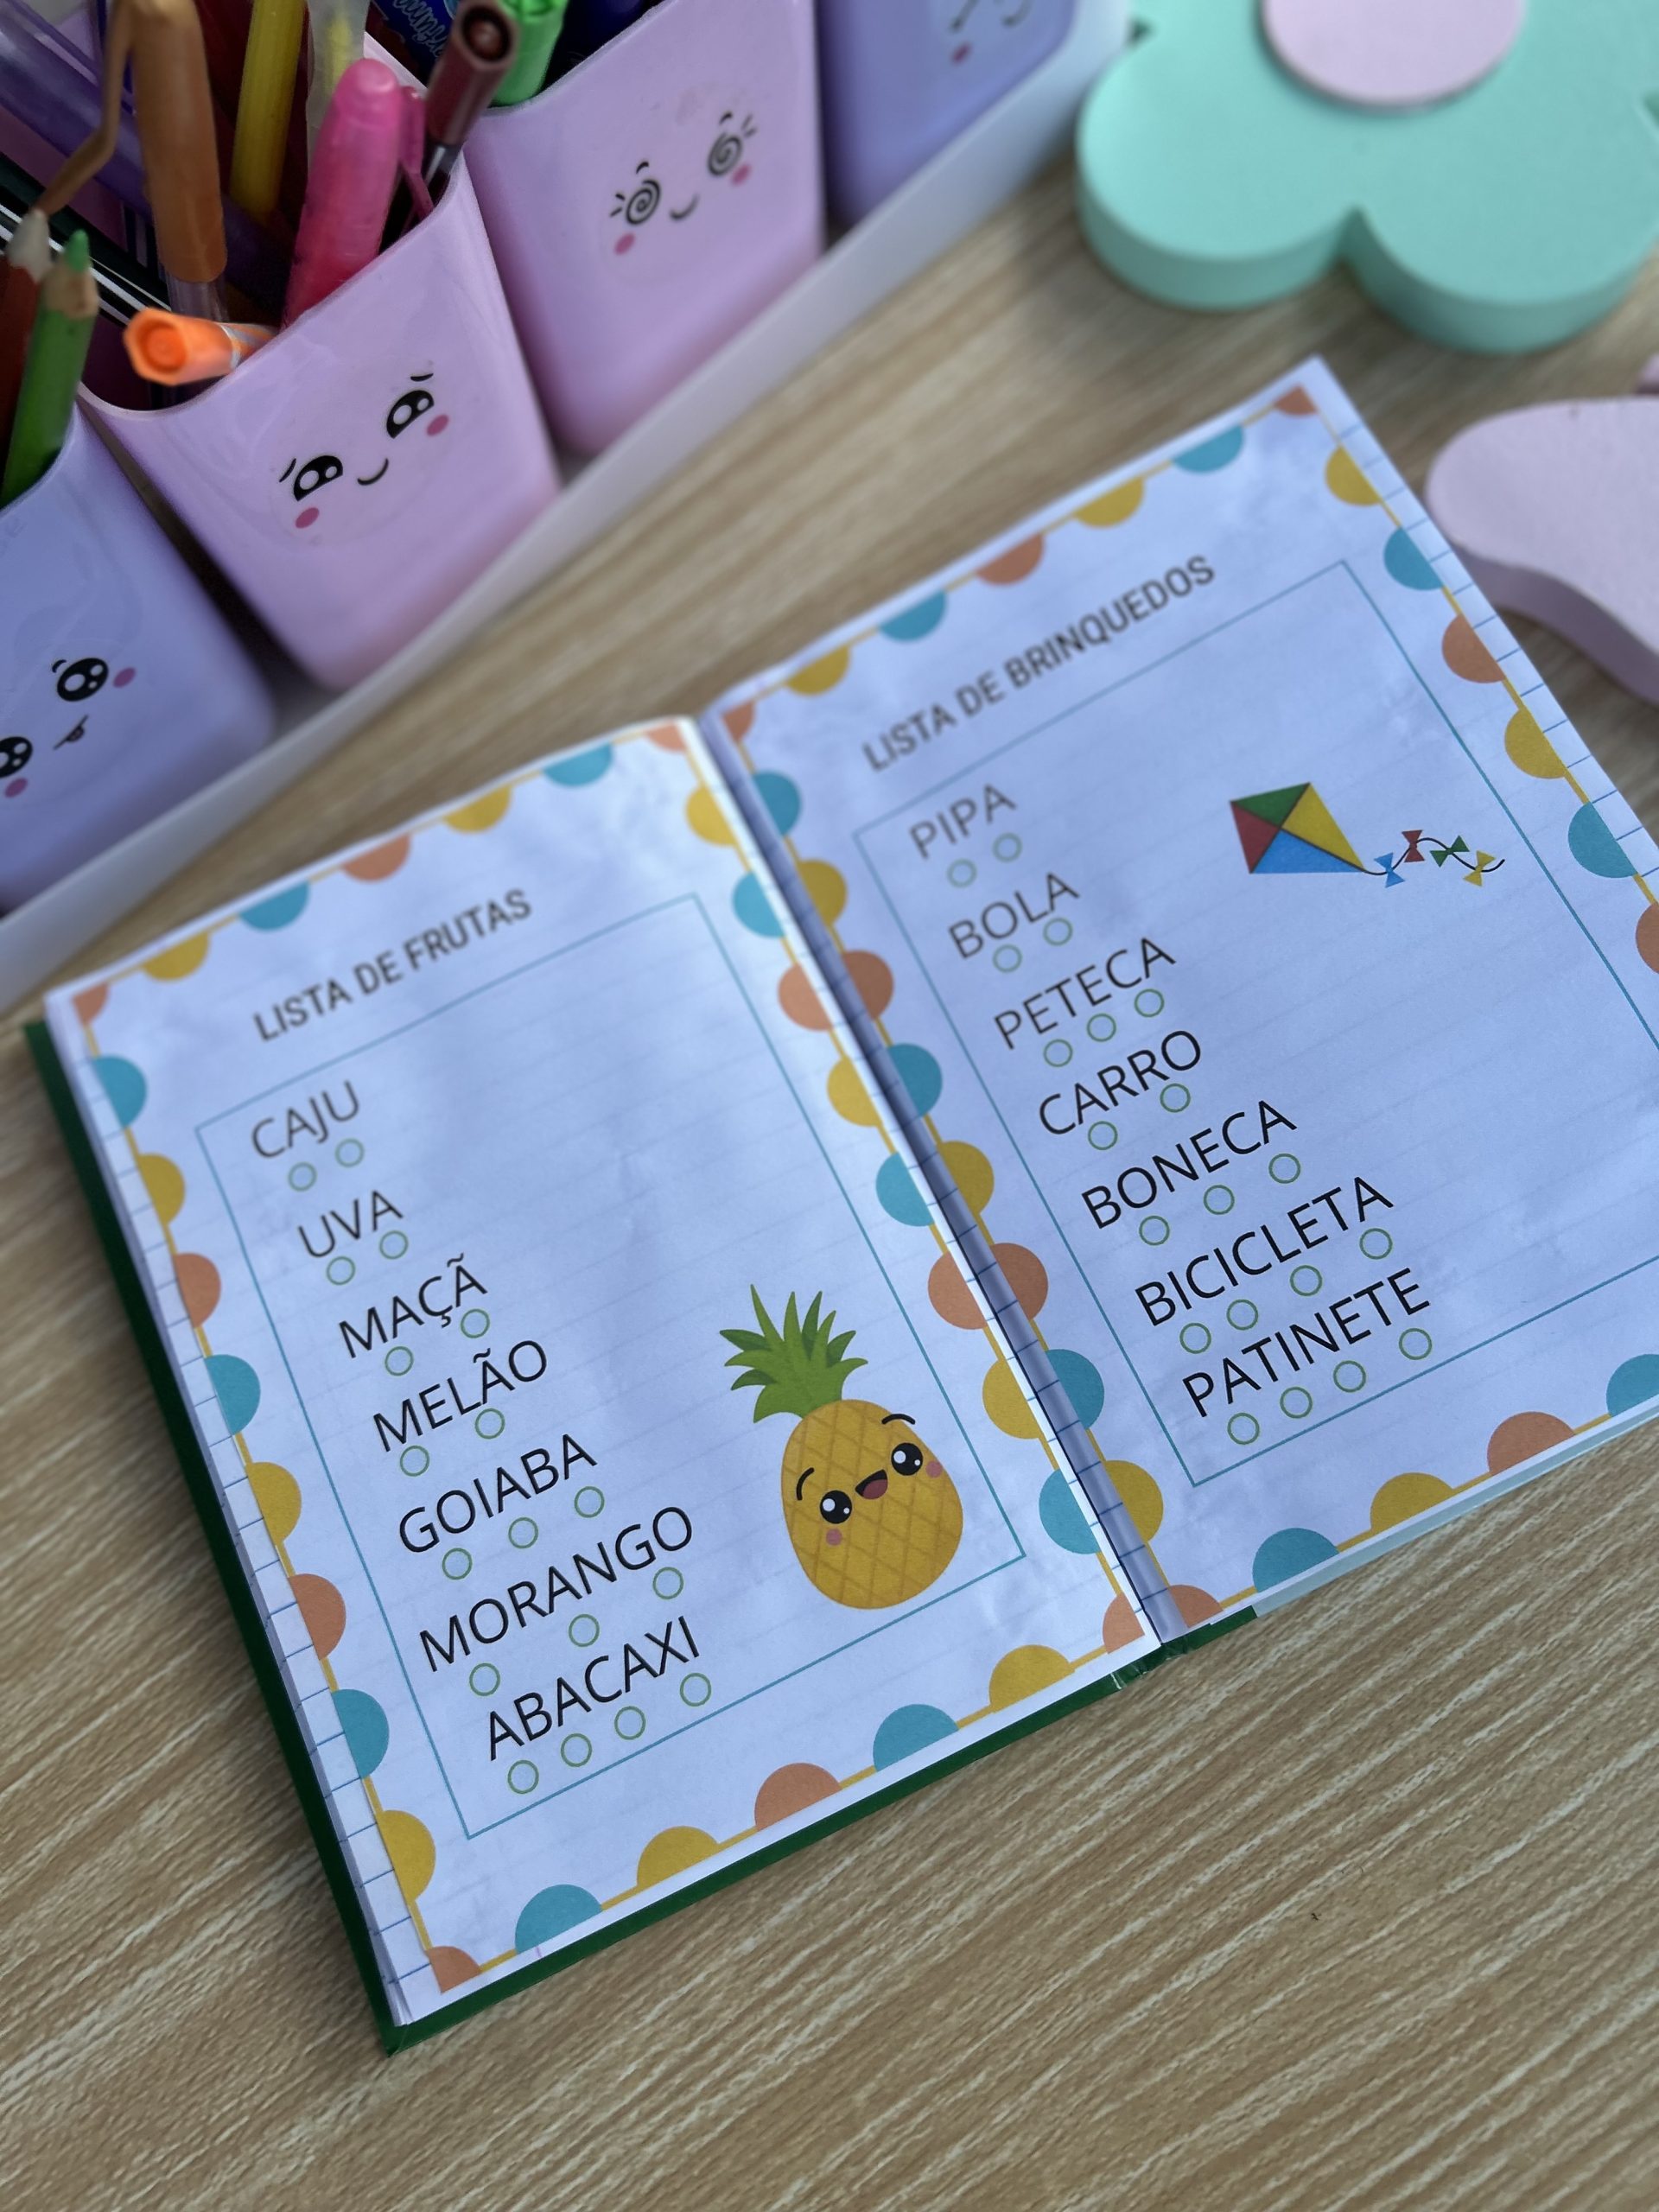 LISTA DE FRUTAS
CAJU
UVA
MAÇÃ
MELÃO
GOIABA
MORANGO
ABACAXI
LISTA DE BRINQUEDOS
PIPA
BOLA
PETECA
CARRO
BONECA
BICICLETA
PATINETE